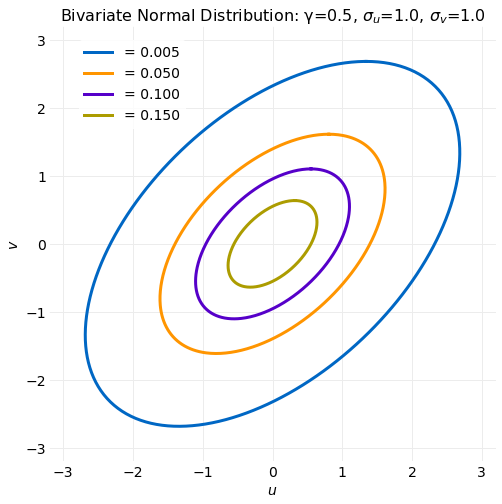 Bivariate Normal Distribution: γ=0.5, σᵤ=1.0, σᵥ=1.0
= 0.005
= 0.050
= 0.100
= 0.150
3
2
1
0
−1
−2
−3
v
−3 −2 −1 0 1 2 3
u